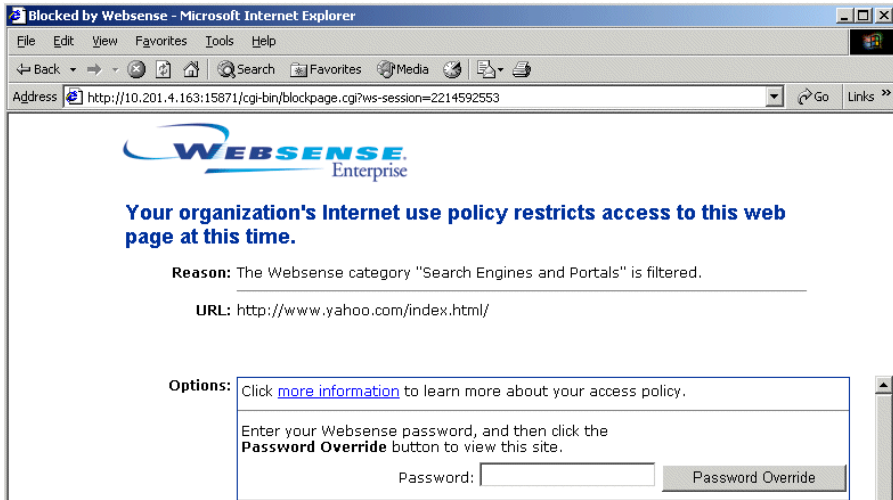 Blocked by Websense - Microsoft Internet Explorer
File Edit View Favorites Tools Help
Back Search Favorites Media
Address http://10.201.4.163:15871/cgi-bin/blockpage.cgi?ws-session=2214592553 Go Links »
WEBSENSE.
Enterprise
Your organization's Internet use policy restricts access to this web
page at this time.
Reason: The Websense category "Search Engines and Portals" is filtered.
URL: http://www.yahoo.com/index.html/
Options: Click more information to learn more about your access policy.
Enter your Websense password, and then click the
Password Override button to view this site.
Password: Password Override